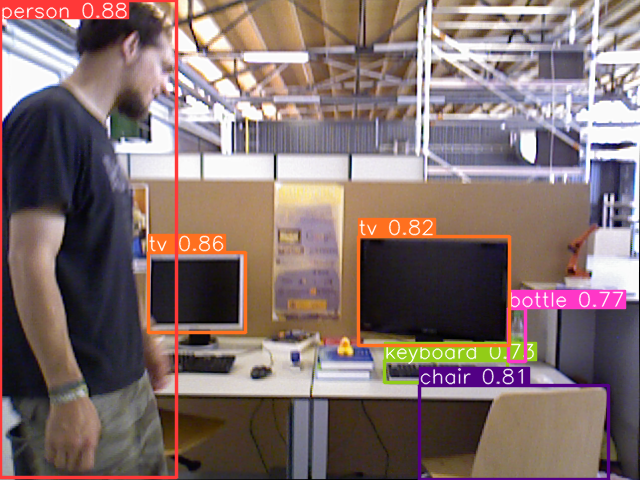 person 0.88
tv 0.86
tv 0.82
bottle 0.77
keyboard 0.73
chair 0.81